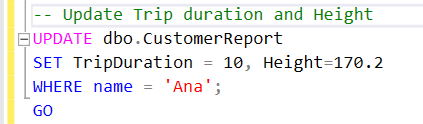 -- Update Trip duration and Height
UPDATE dbo.CustomerReport
SET TripDuration = 10, Height=170.2
WHERE name = 'Ana';
GO